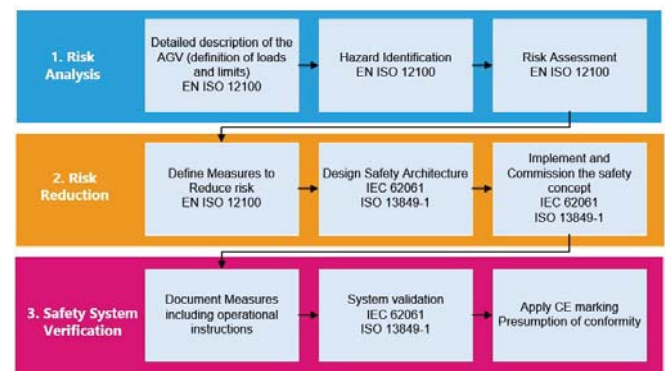 1. Risk
Analysis
Detailed description of the
AGV (definition of loads
and limits)
EN ISO 12100
Hazard Identification
EN ISO 12100
Risk Assessment
EN ISO 12100
2. Risk
Reduction
Define Measures to
Reduce risk
EN ISO 12100
Design Safety Architecture
IEC 62061
ISO 13849-1
Implement and
Commission the safety
concept
IEC 62061
ISO 13849-1
3. Safety System
Verification
Document Measures
including operational
instructions
System validation
IEC 62061
ISO 13849-1
Apply CE marking
Presumption of conformity